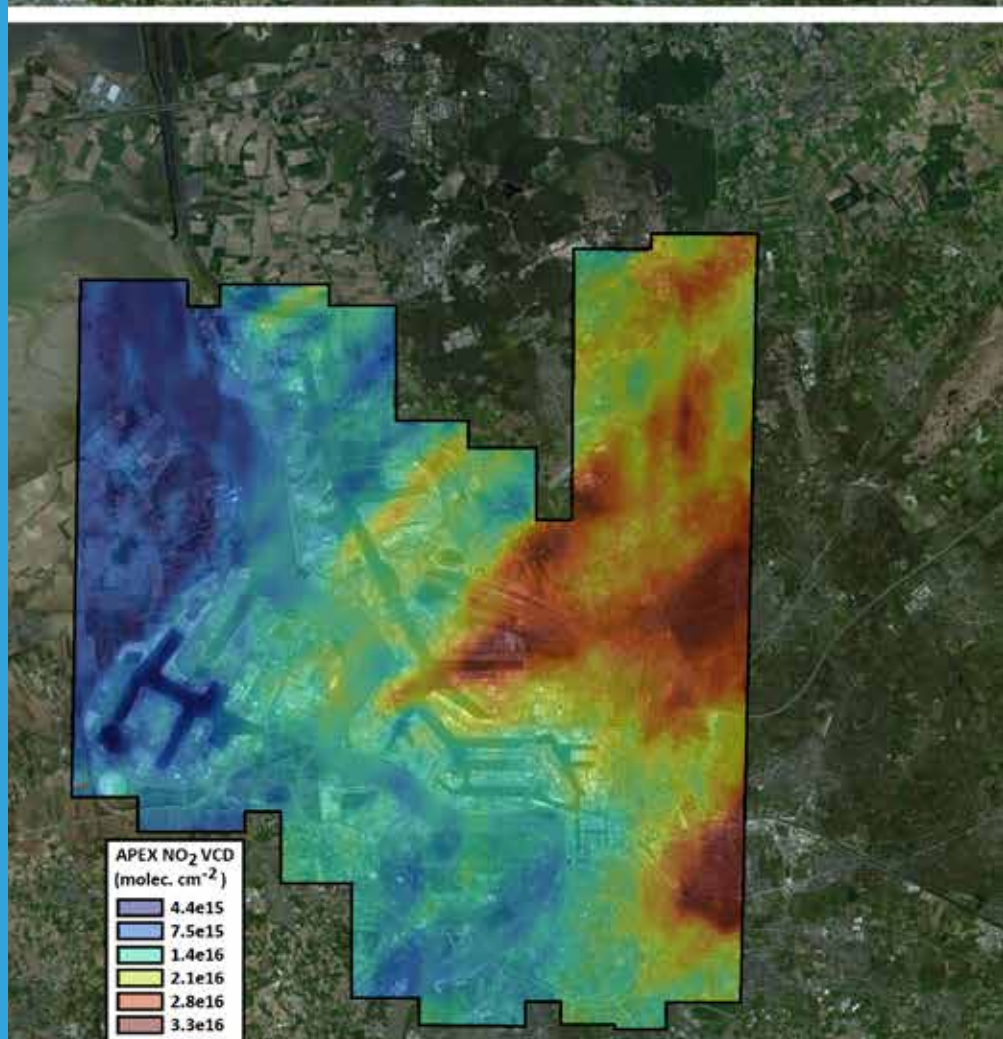 APEX NO₂ VCD
(molec. cm⁻²)
4.4e15
7.5e15
1.4e16
2.1e16
2.8e16
3.3e16